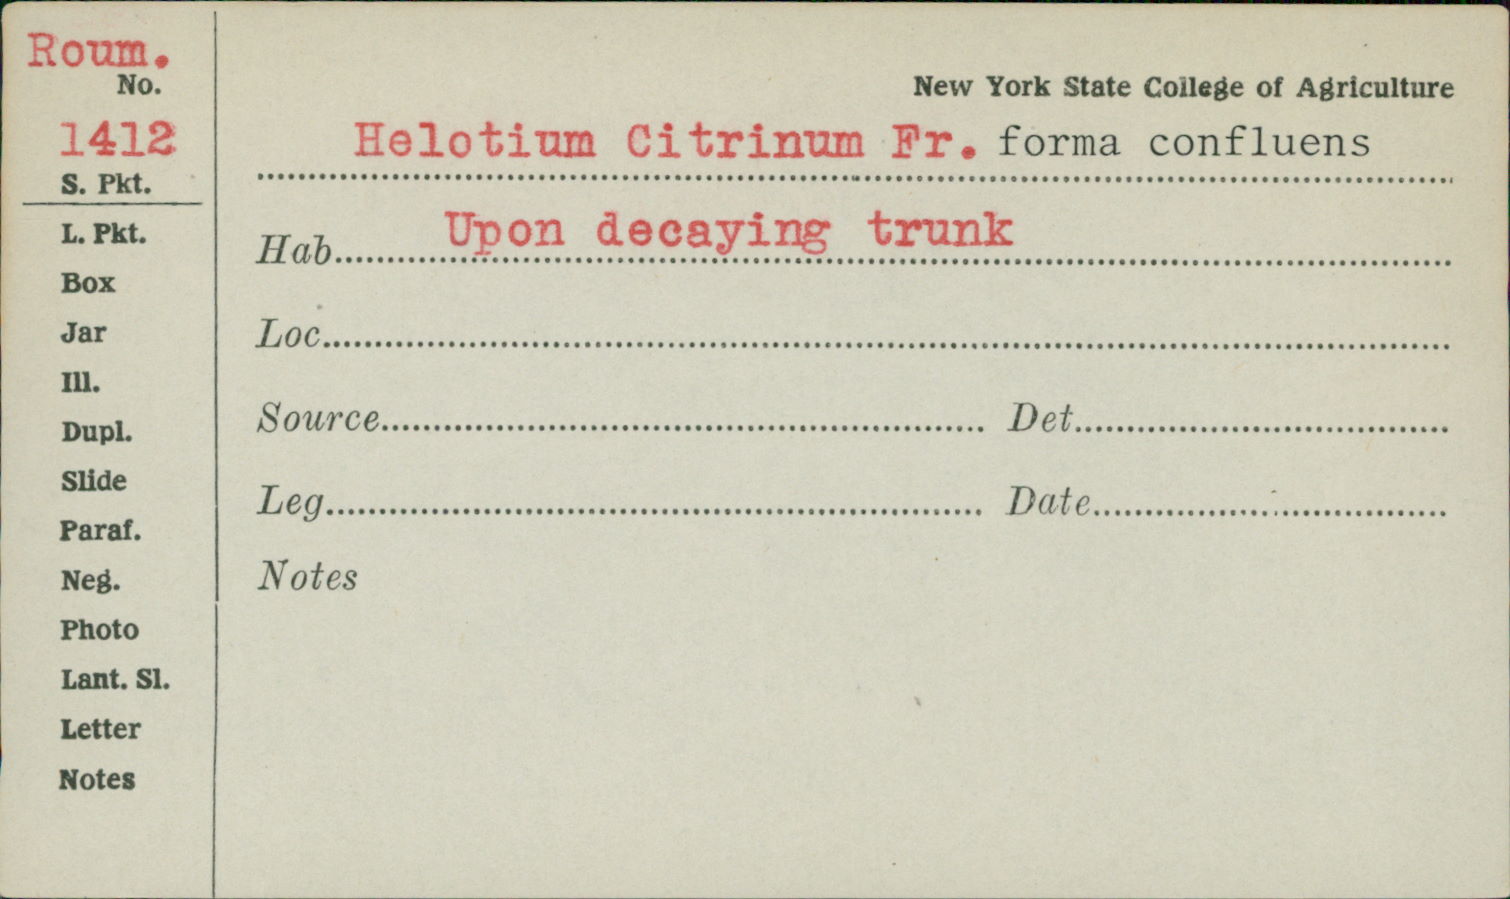 Roum.
No.
1412
S. Pkt.
L. Pkt.
Box
Jar
Ill.
Dupl.
Slide
Paraf.
Neg.
Photo
Lant. Sl.
Letter
Notes
New York State College of Agriculture
Helotium Citrinum Fr. forma confluens
Hab. Upon decaying trunk
Loc.
Source Det.
Leg. Date
Notes